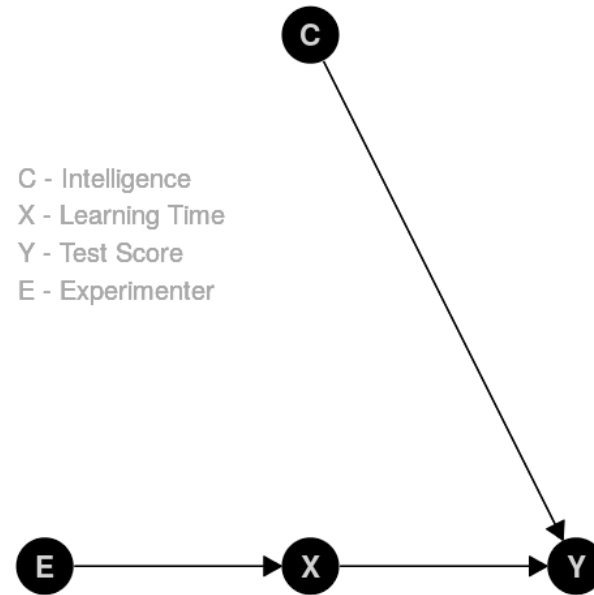 C
C - Intelligence
X - Learning Time
Y - Test Score
E - Experimenter
E X Y